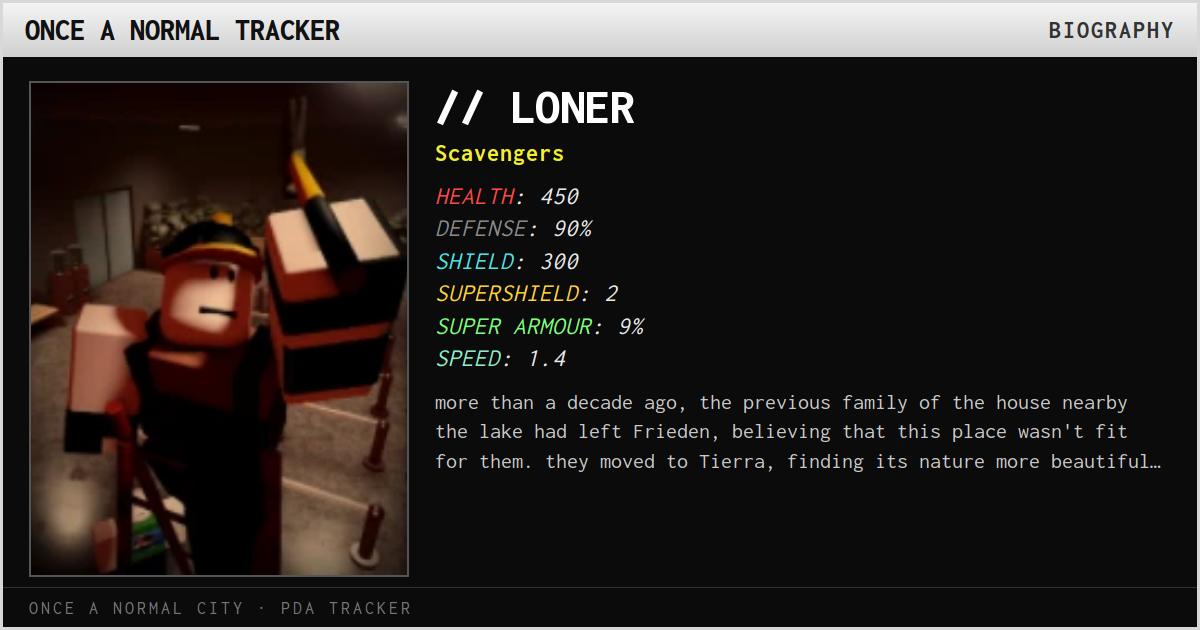 ONCE A NORMAL TRACKER
BIOGRAPHY
// LONER
Scavengers
HEALTH: 450
DEFENSE: 90%
SHIELD: 300
SUPERSHIELD: 2
SUPER ARMOUR: 9%
SPEED: 1.4
more than a decade ago, the previous family of the house nearby
the lake had left Frieden, believing that this place wasn't fit
for them. they moved to Tierra, finding its nature more beautiful…
ONCE A NORMAL CITY · PDA TRACKER